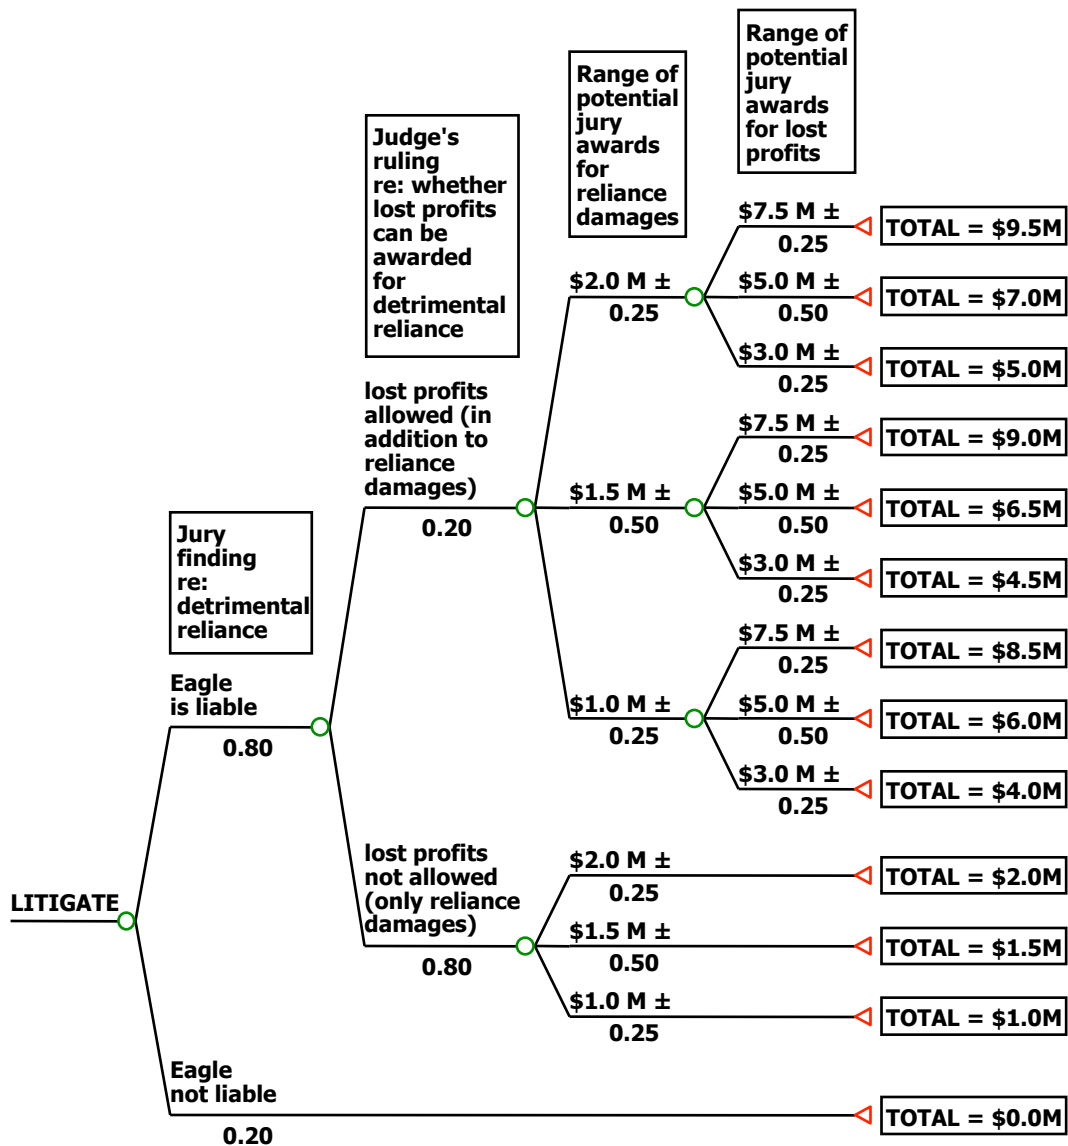 Range of
potential
jury
awards
for lost
profits
Range of
potential
jury
awards
for
reliance
damages
Judge's
ruling
re: whether
lost profits
can be
awarded
for
detrimental
reliance
Jury
finding
re:
detrimental
reliance
LITIGATE
Eagle
is liable
0.80
lost profits
allowed (in
addition to
reliance
damages)
0.20
$2.0 M ±
0.25
$7.5 M ±
0.25
TOTAL = $9.5M
$5.0 M ±
0.50
TOTAL = $7.0M
$3.0 M ±
0.25
TOTAL = $5.0M
$1.5 M ±
0.50
$7.5 M ±
0.25
TOTAL = $9.0M
$5.0 M ±
0.50
TOTAL = $6.5M
$3.0 M ±
0.25
TOTAL = $4.5M
$1.0 M ±
0.25
$7.5 M ±
0.25
TOTAL = $8.5M
$5.0 M ±
0.50
TOTAL = $6.0M
$3.0 M ±
0.25
TOTAL = $4.0M
lost profits
not allowed
(only reliance
damages)
0.80
$2.0 M ±
0.25
TOTAL = $2.0M
$1.5 M ±
0.50
TOTAL = $1.5M
$1.0 M ±
0.25
TOTAL = $1.0M
Eagle
not liable
0.20
TOTAL = $0.0M